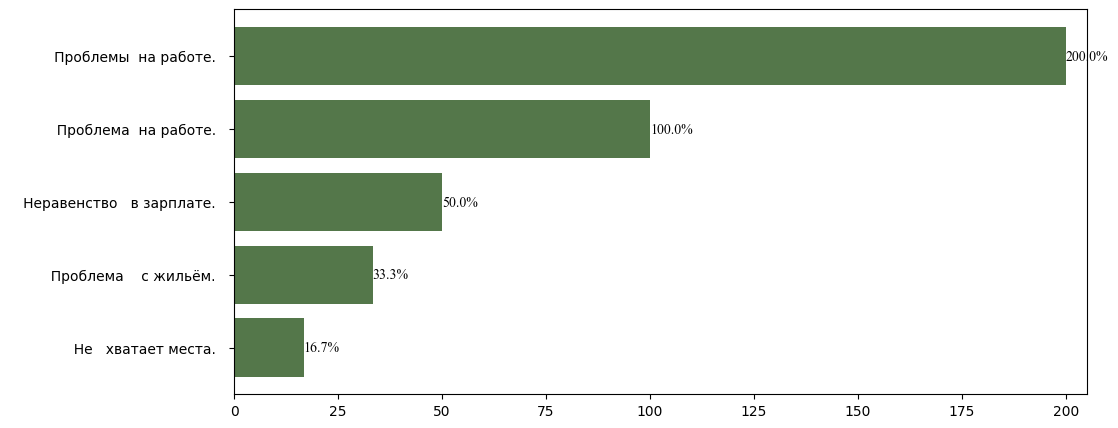 Проблемы  на работе.
200.0%
Проблема  на работе.
100.0%
Неравенство   в зарплате.
50.0%
Проблема    с жильём.
33.3%
Не   хватает места.
16.7%
0 25 50 75 100 125 150 175 200